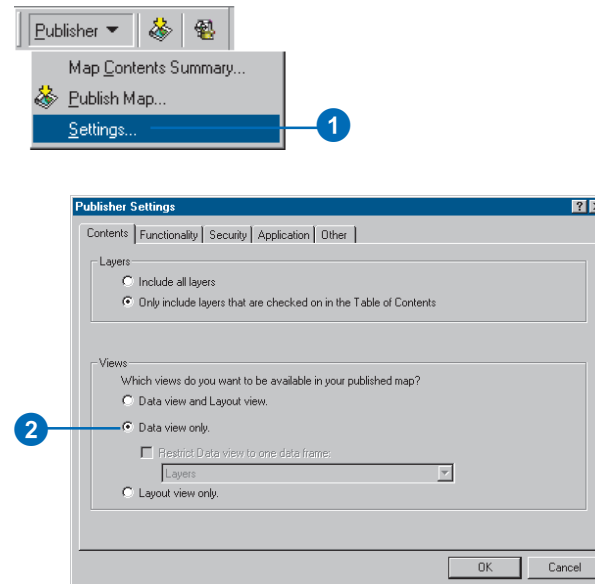 Publisher
Map Contents Summary...
Publish Map...
Settings...
1
Publisher Settings
Contents Functionality Security Application Other
Layers
Include all layers
Only include layers that are checked on in the Table of Contents
Views
Which views do you want to be available in your published map?
Data view and Layout view.
2
Data view only.
Restrict Data view to one data frame:
Layers
Layout view only.
OK Cancel